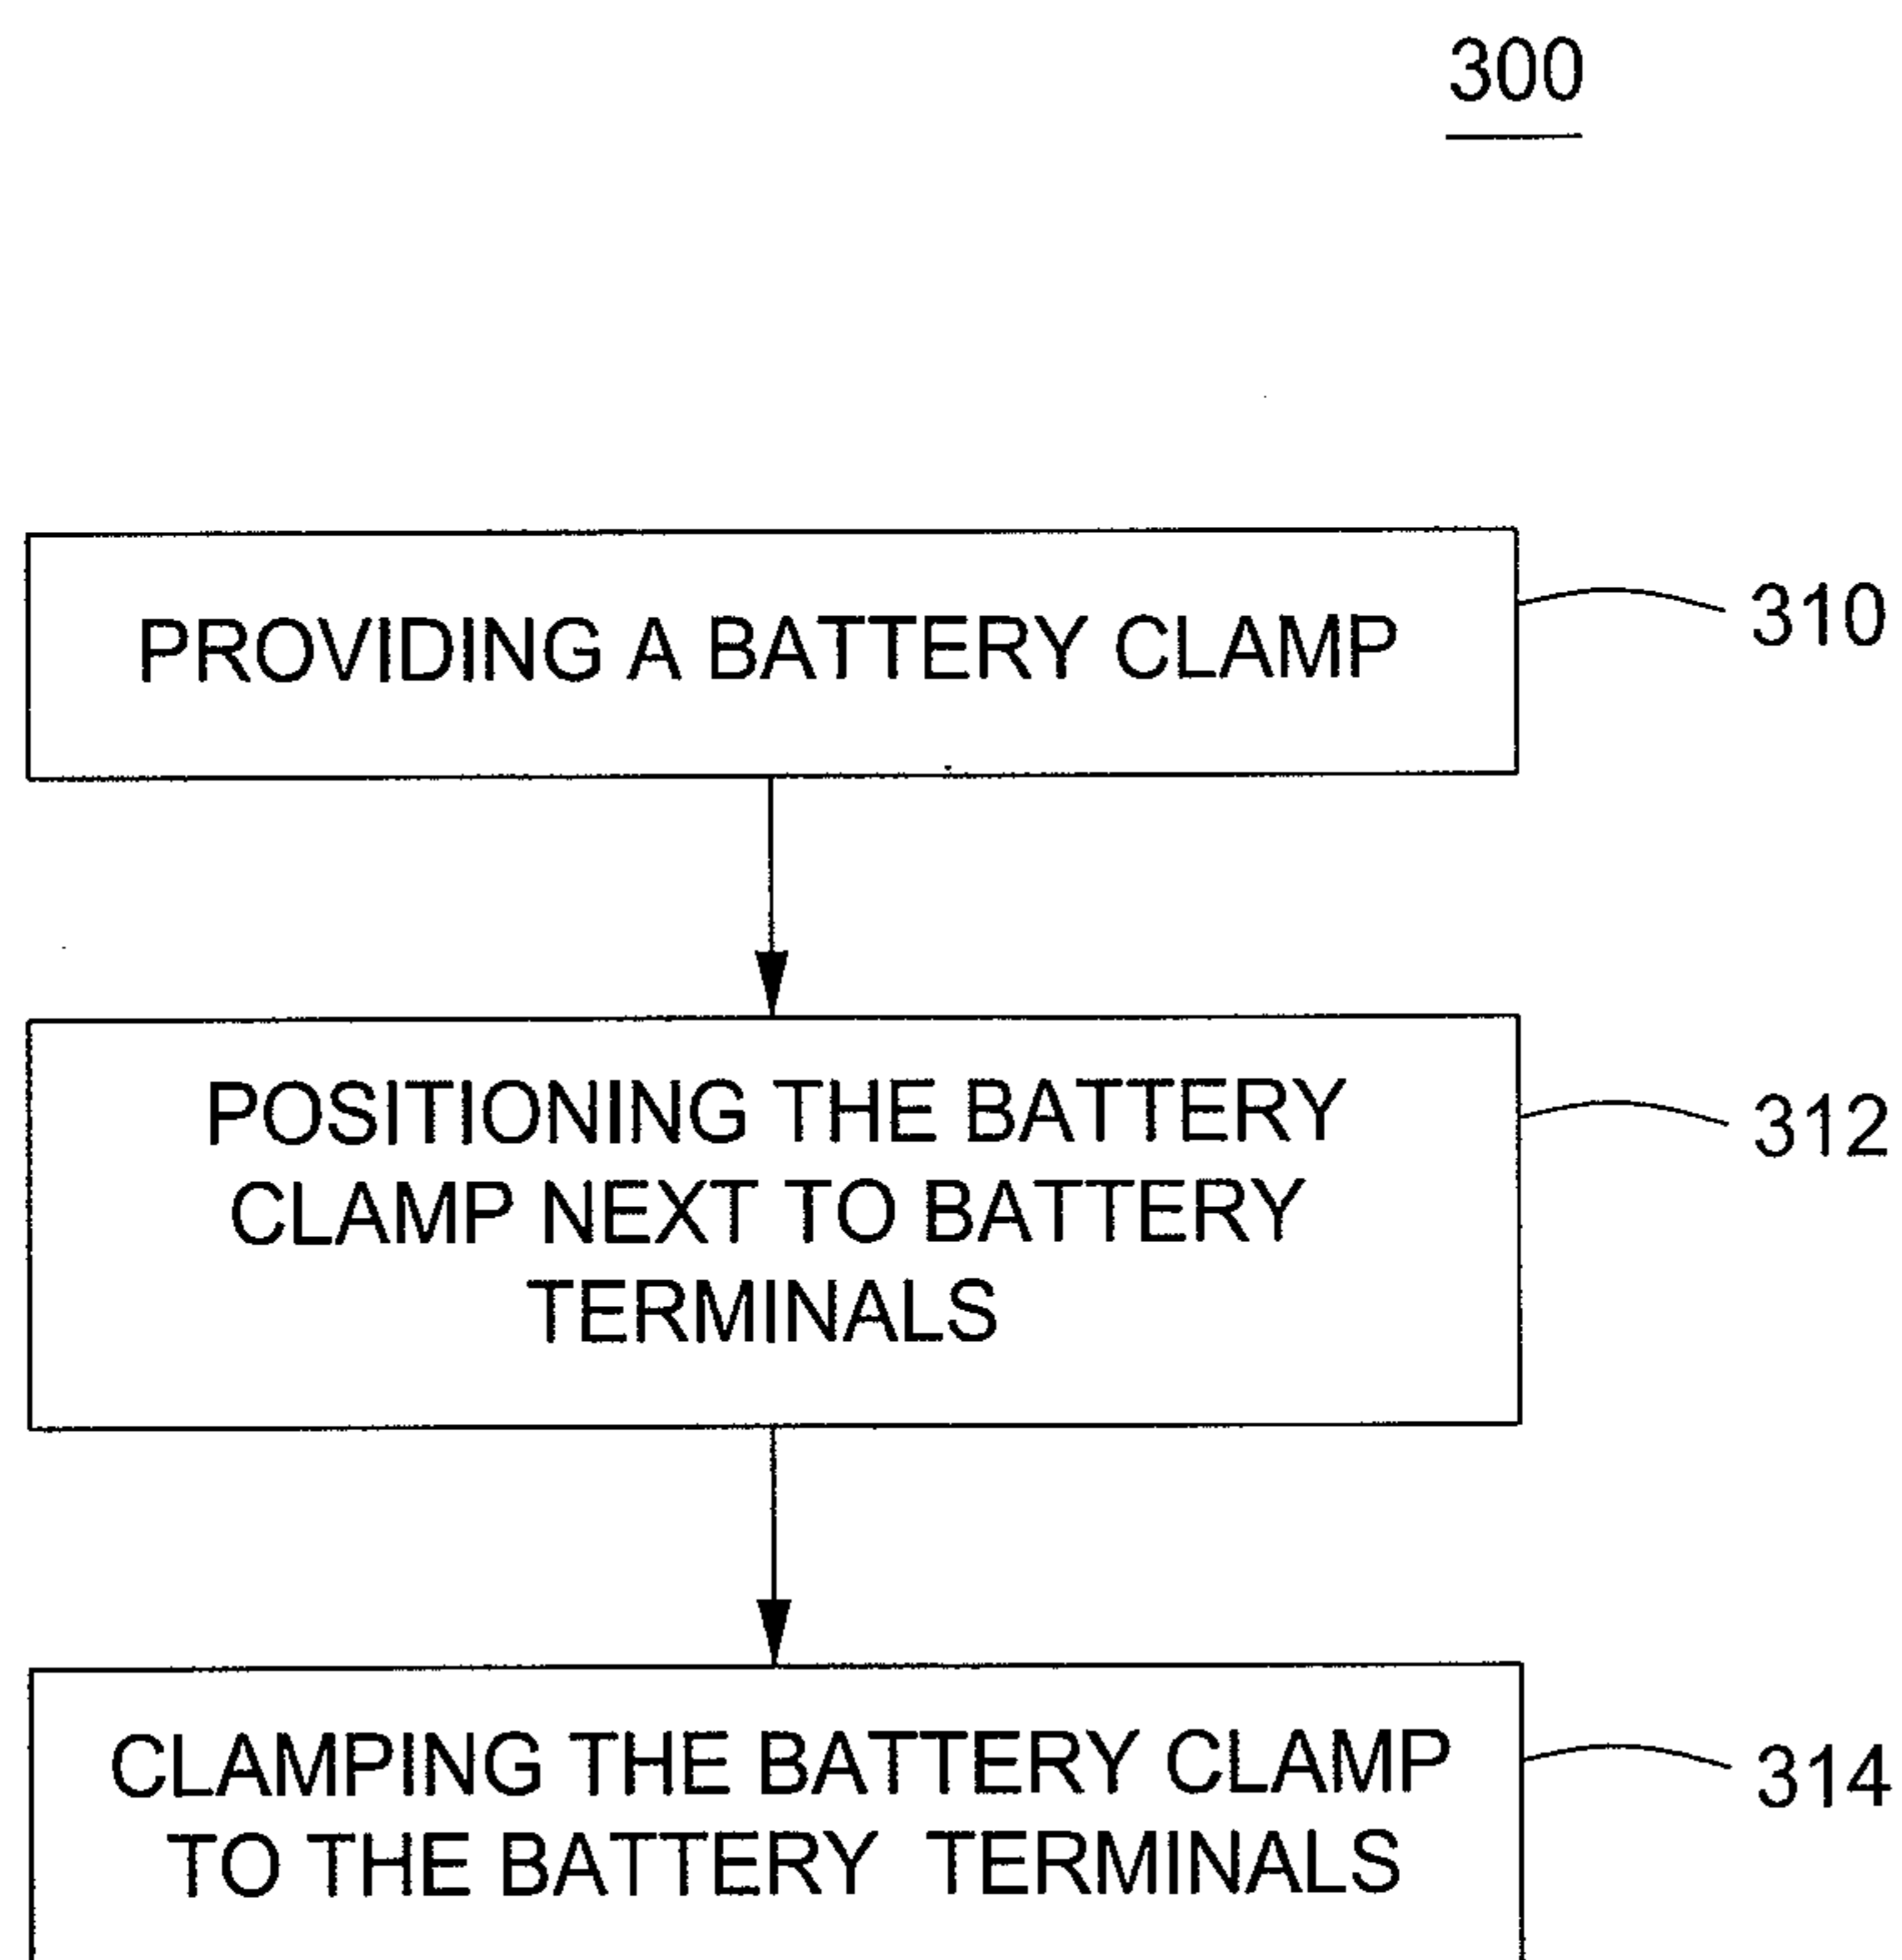 300
PROVIDING A BATTERY CLAMP
310
POSITIONING THE BATTERY
CLAMP NEXT TO BATTERY
TERMINALS
312
CLAMPING THE BATTERY CLAMP
TO THE BATTERY TERMINALS
314